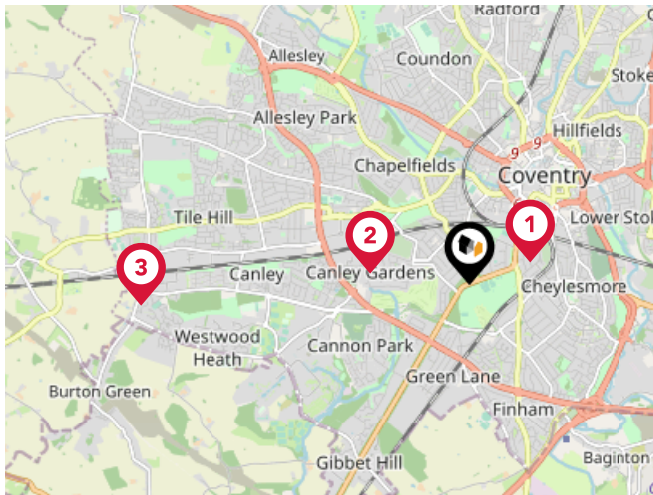 Radford
Allesley
Coundon
Stoke
Allesley Park
9
9
Hillfields
Chapelfields
Coventry
Tile Hill
1
Lower Stol
2
3
Canley
Canley Gardens
Cheylesmore
Westwood
Heath
Cannon Park
Green Lane
Burton Green
Finham
Gibbet Hill
Baginton